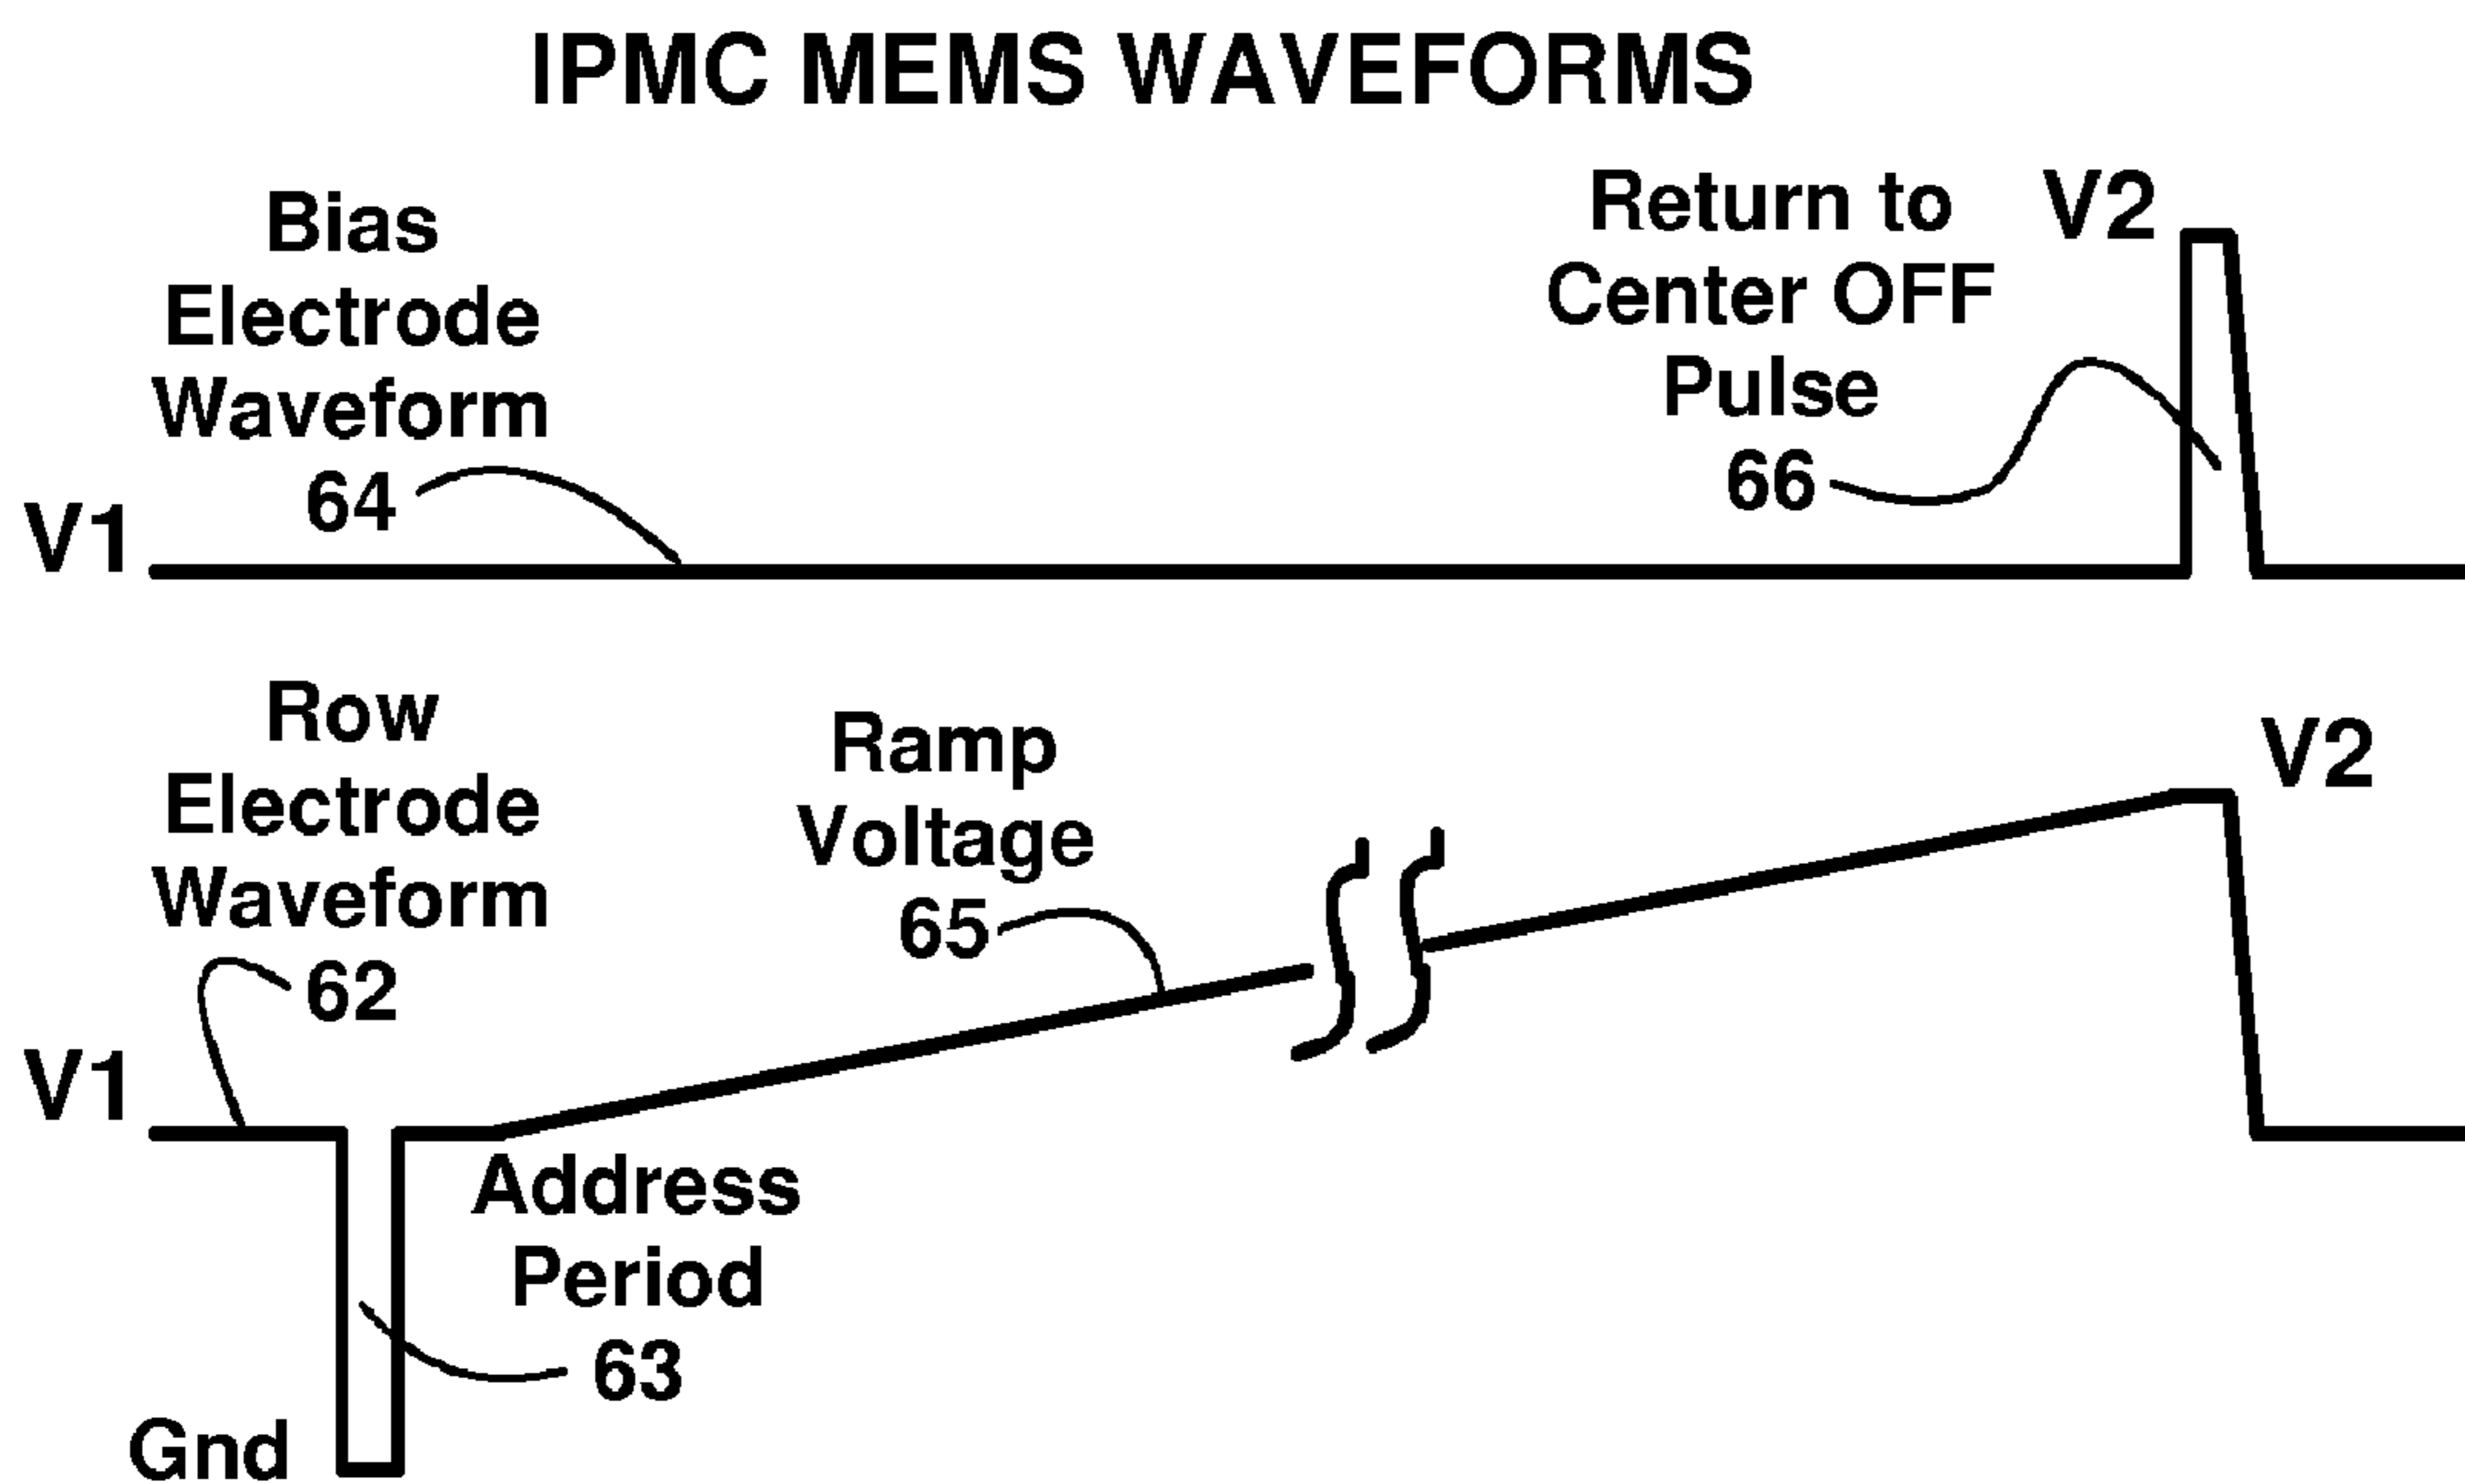 IPMC MEMS WAVEFORMS
Bias
Electrode
Waveform
64
V1
Return to
Center OFF
Pulse
66
V2
Row
Electrode
Waveform
62
V1
Ramp
Voltage
65
V2
Address
Period
63
Gnd